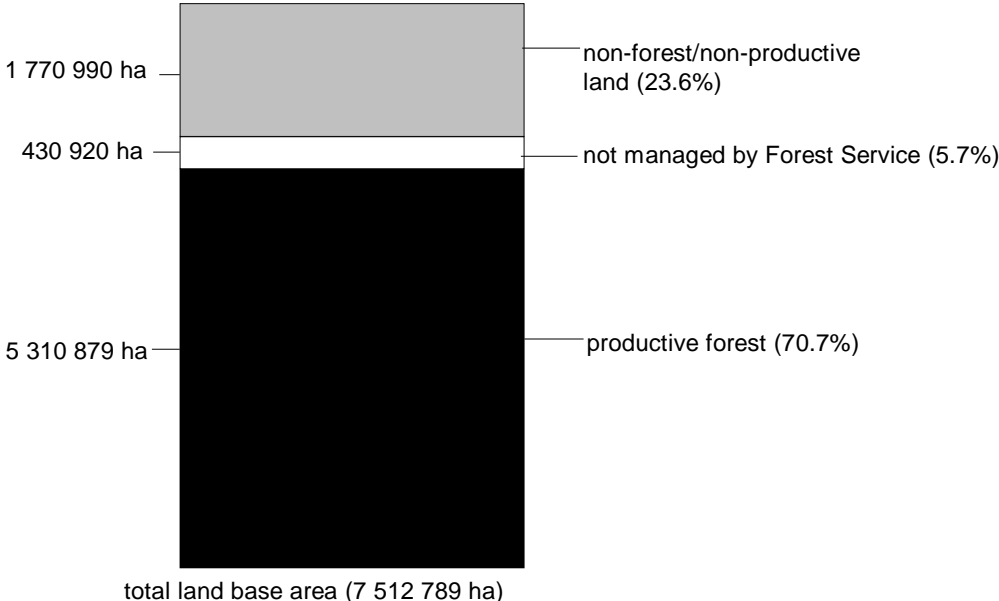 1 770 990 ha
non-forest/non-productive
land (23.6%)
430 920 ha
not managed by Forest Service (5.7%)
5 310 879 ha
productive forest (70.7%)
total land base area (7 512 789 ha)